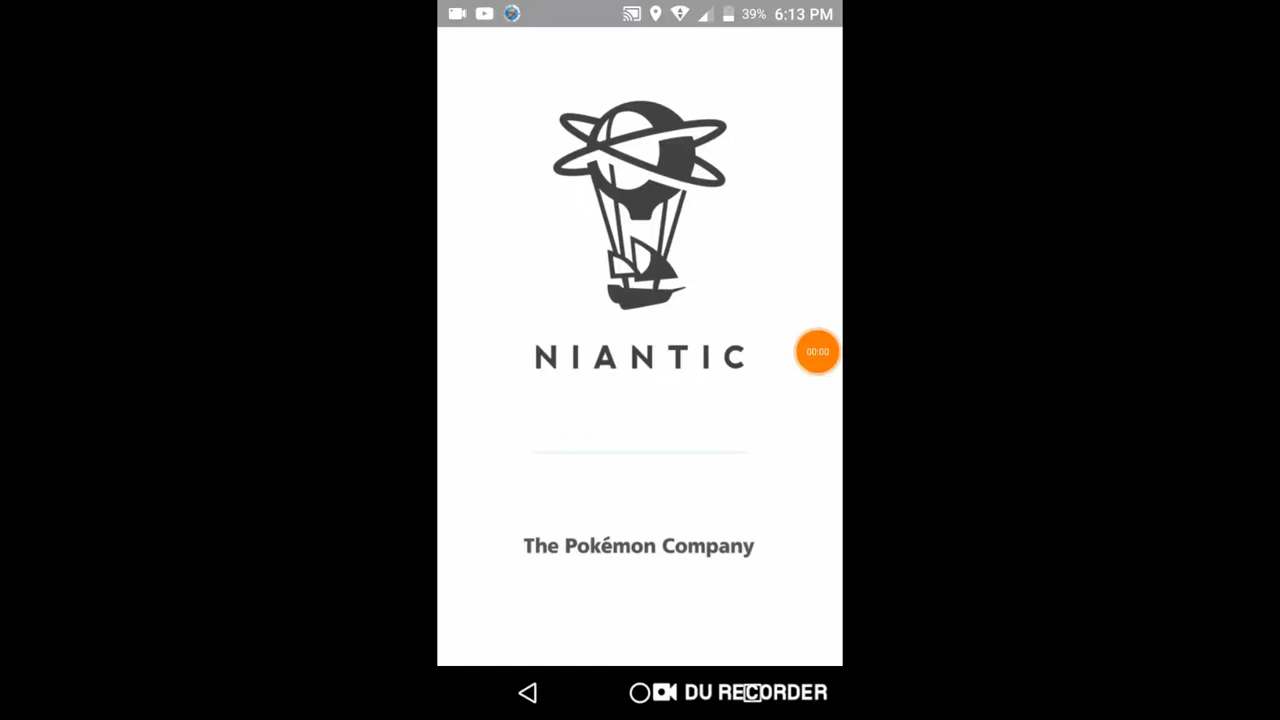 39% 6:13 PM
NIANTIC
00:00
The Pokémon Company
DU RECORDER